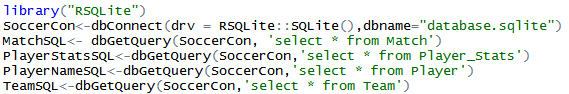 library("RSQLite")
SoccerCon<-dbConnect(drv = RSQLite::SQLite(),dbname="database.sqlite")
MatchSQL<- dbGetQuery(SoccerCon, 'select * from Match')
PlayerStatsSQL<-dbGetQuery(SoccerCon,'select * from Player_Stats')
PlayerNameSQL<-dbGetQuery(SoccerCon,'select * from Player')
TeamSQL<-dbGetQuery(SoccerCon,'select * from Team')